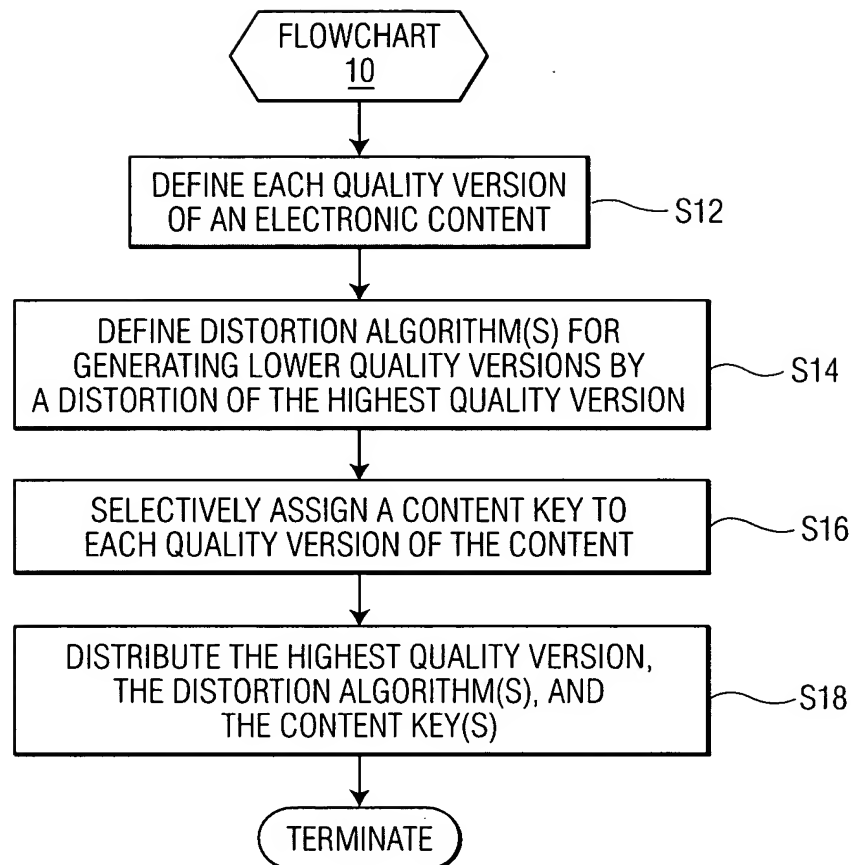 FLOWCHART
10
DEFINE EACH QUALITY VERSION
OF AN ELECTRONIC CONTENT
S12
DEFINE DISTORTION ALGORITHM(S) FOR
GENERATING LOWER QUALITY VERSIONS BY
A DISTORTION OF THE HIGHEST QUALITY VERSION
S14
SELECTIVELY ASSIGN A CONTENT KEY TO
EACH QUALITY VERSION OF THE CONTENT
S16
DISTRIBUTE THE HIGHEST QUALITY VERSION,
THE DISTORTION ALGORITHM(S), AND
THE CONTENT KEY(S)
S18
TERMINATE